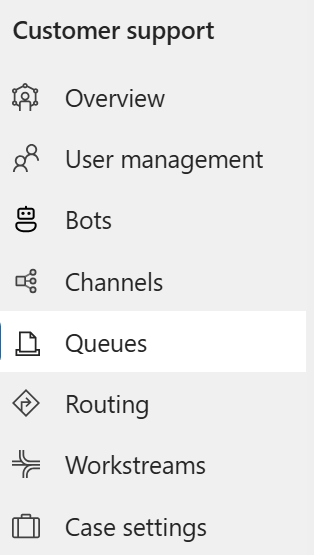 Customer support
Overview
User management
Bots
Channels
Queues
Routing
Workstreams
Case settings